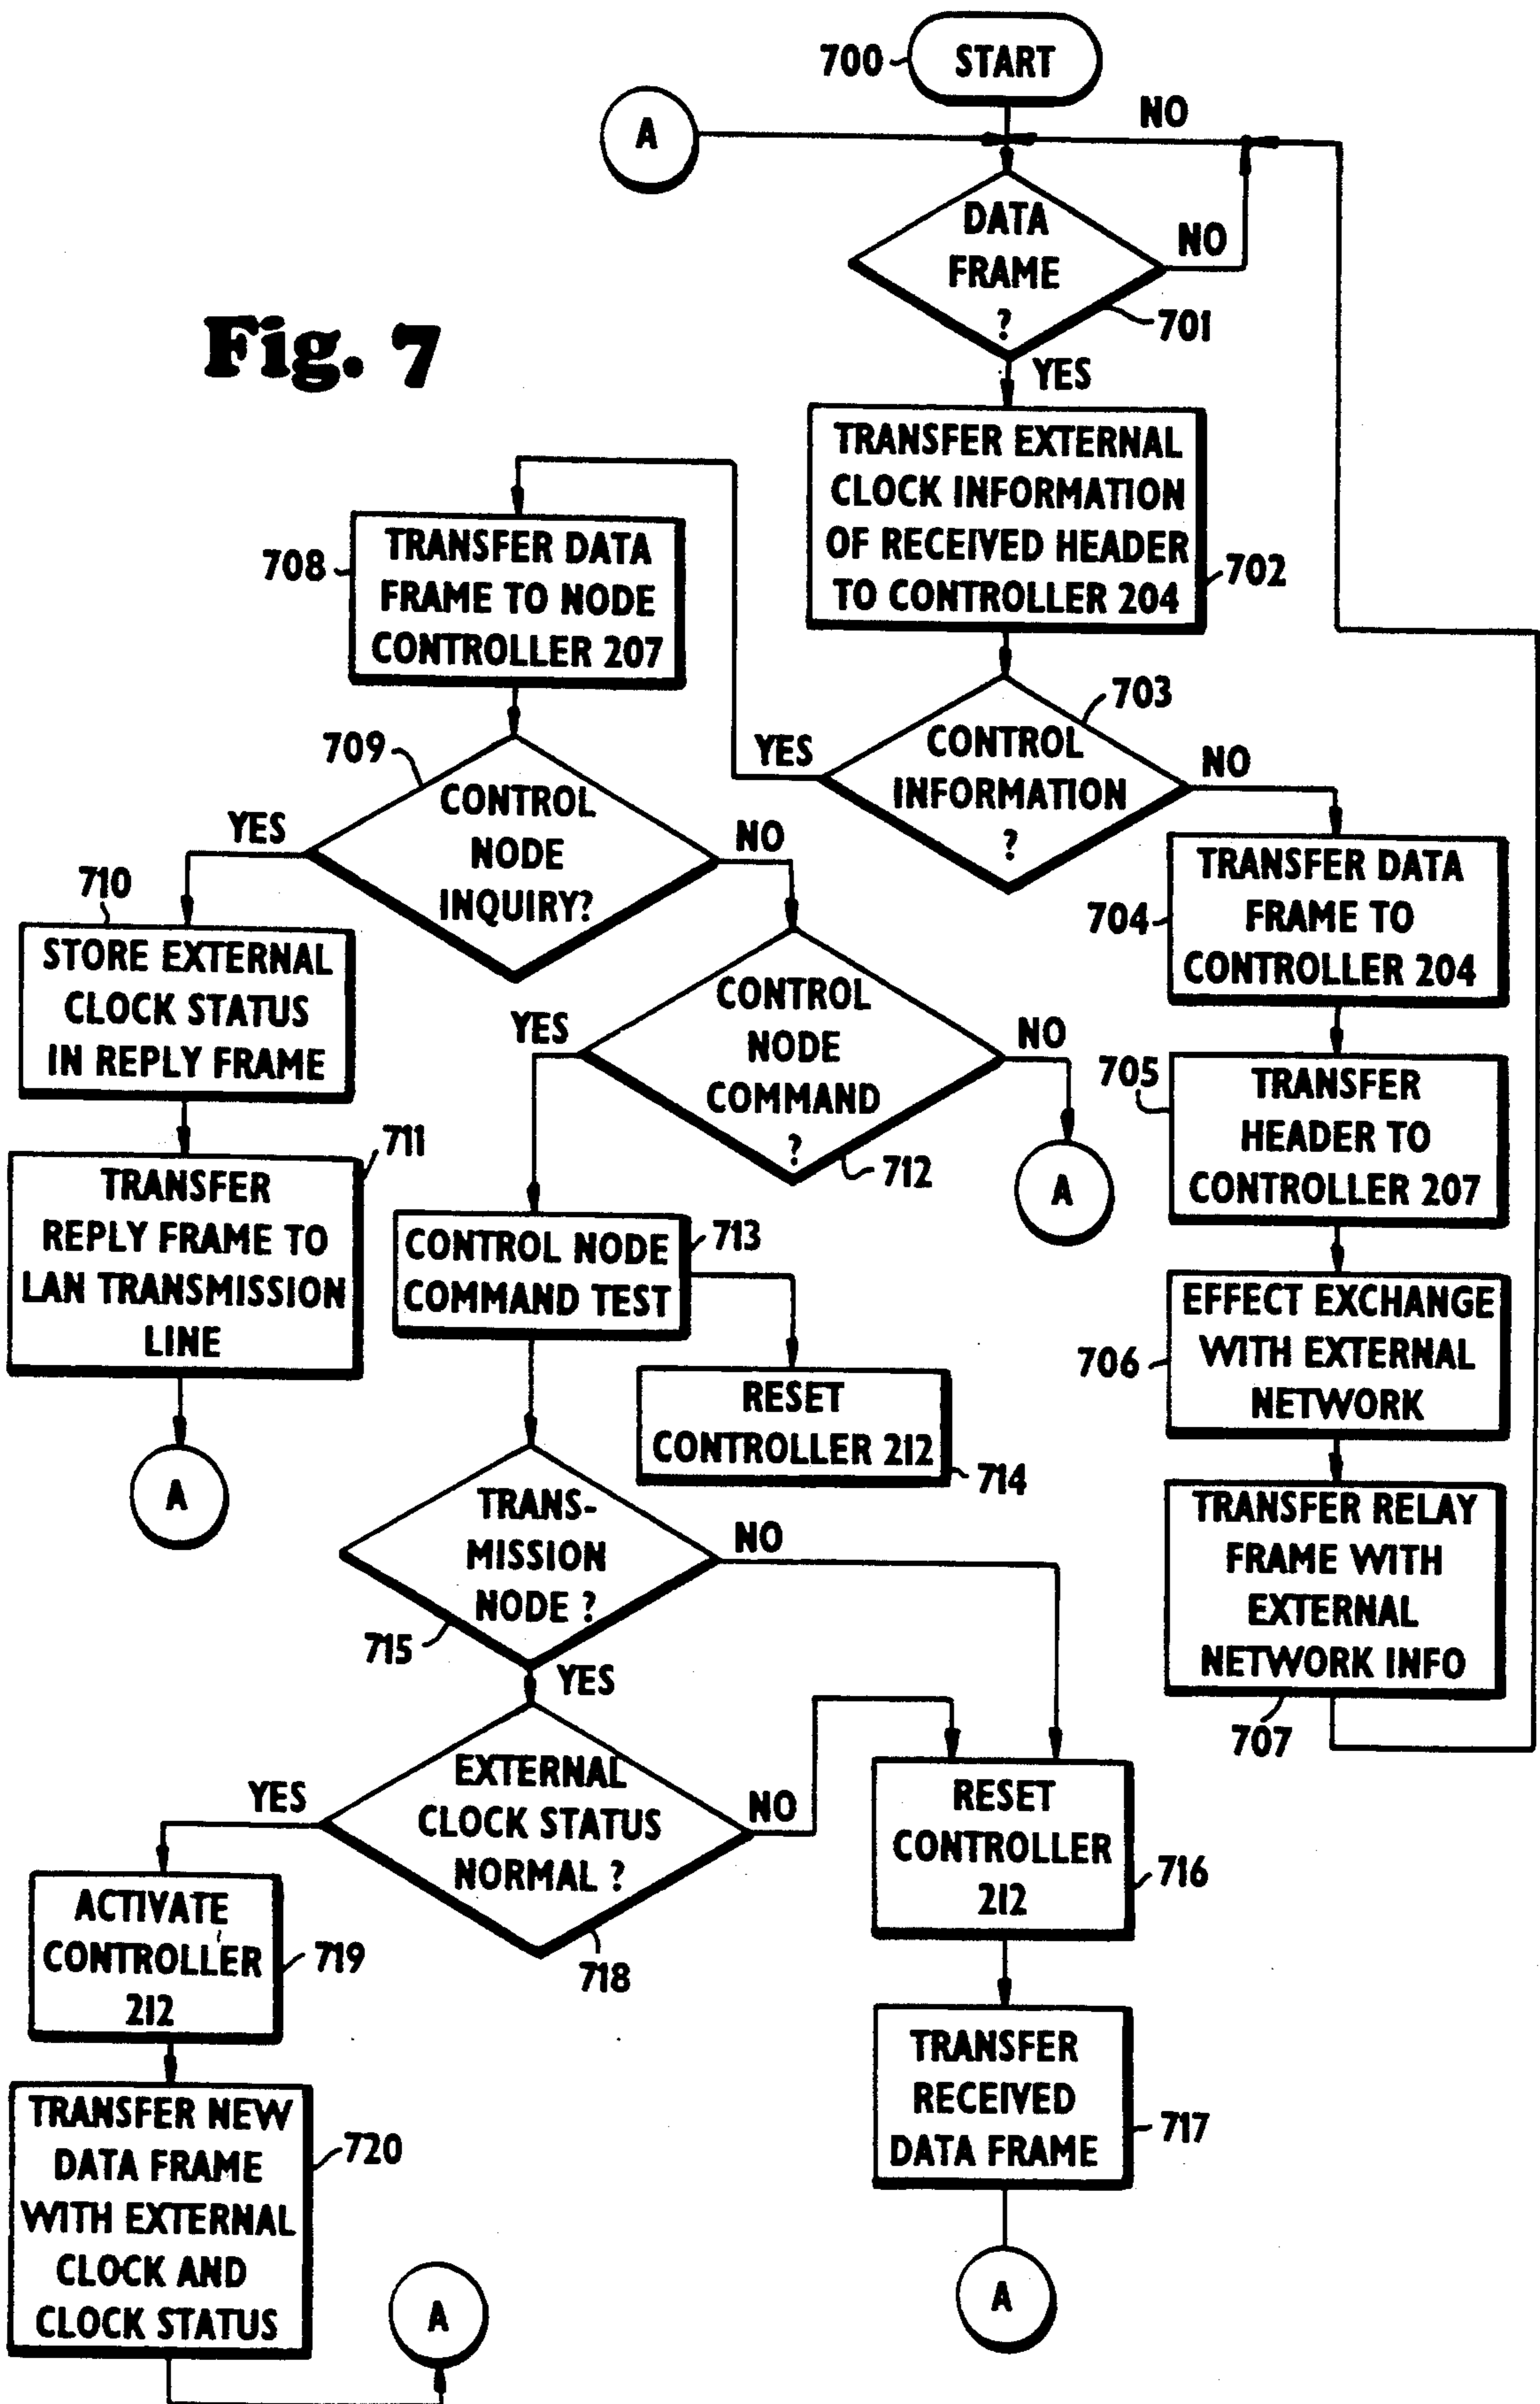 700
START
A
NO
DATA
FRAME
?
NO
701
Fig. 7
YES
TRANSFER EXTERNAL
CLOCK INFORMATION
OF RECEIVED HEADER
TO CONTROLLER 204
702
708
TRANSFER DATA
FRAME TO NODE
CONTROLLER 207
703
CONTROL
INFORMATION
?
YES
NO
709
CONTROL
NODE
INQUIRY?
YES
NO
704
TRANSFER DATA
FRAME TO
CONTROLLER 204
710
STORE EXTERNAL
CLOCK STATUS
IN REPLY FRAME
CONTROL
NODE
COMMAND
?
YES
NO
712
A
705
TRANSFER
HEADER TO
CONTROLLER 207
711
TRANSFER
REPLY FRAME TO
LAN TRANSMISSION
LINE
A
CONTROL NODE
COMMAND TEST
713
RESET
CONTROLLER 212
714
706
EFFECT EXCHANGE
WITH EXTERNAL
NETWORK
TRANSFER RELAY
FRAME WITH
EXTERNAL
NETWORK INFO
707
TRANS-
MISSION
NODE ?
NO
715
YES
EXTERNAL
CLOCK STATUS
NORMAL ?
YES
NO
718
RESET
CONTROLLER
212
716
ACTIVATE
CONTROLLER
212
719
TRANSFER
RECEIVED
DATA FRAME
717
TRANSFER NEW
DATA FRAME
WITH EXTERNAL
CLOCK AND
CLOCK STATUS
720
A
A